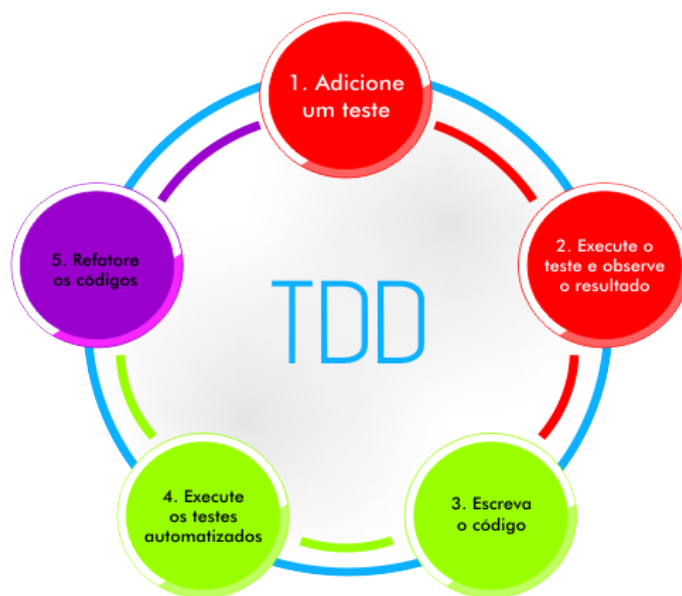 1. Adicione
um teste
2. Execute o
teste e observe
o resultado
3. Escreva
o código
4. Execute
os testes
automatizados
5. Refatore
os códigos
TDD